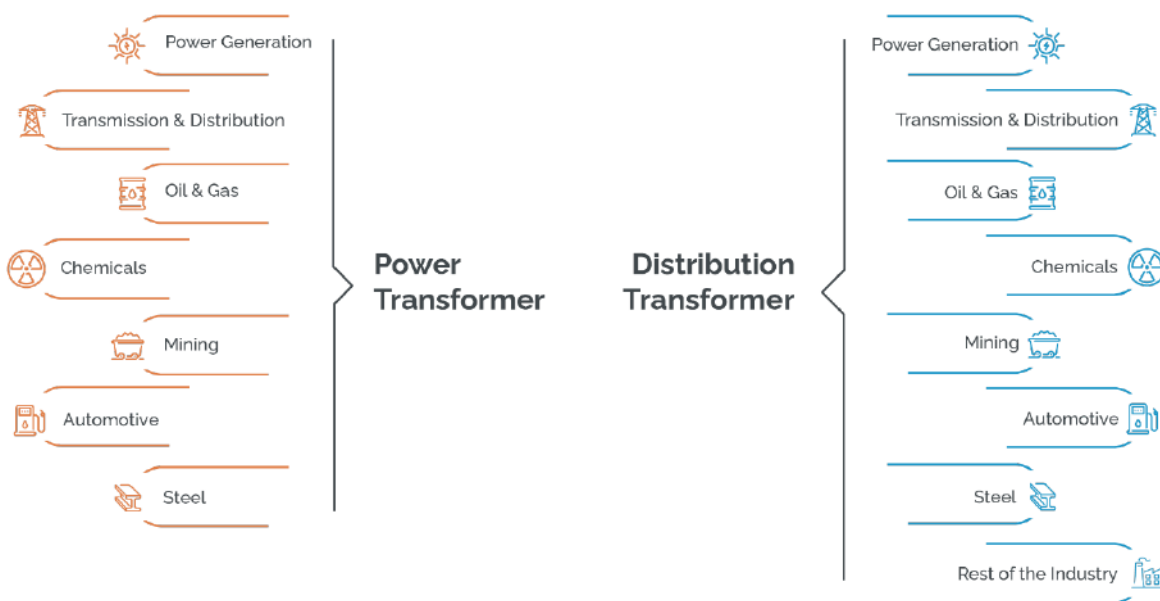 Power Generation
Transmission & Distribution
Oil & Gas
Chemicals
Mining
Automotive
Steel
Power
Transformer
Distribution
Transformer
Power Generation
Transmission & Distribution
Oil & Gas
Chemicals
Mining
Automotive
Steel
Rest of the Industry